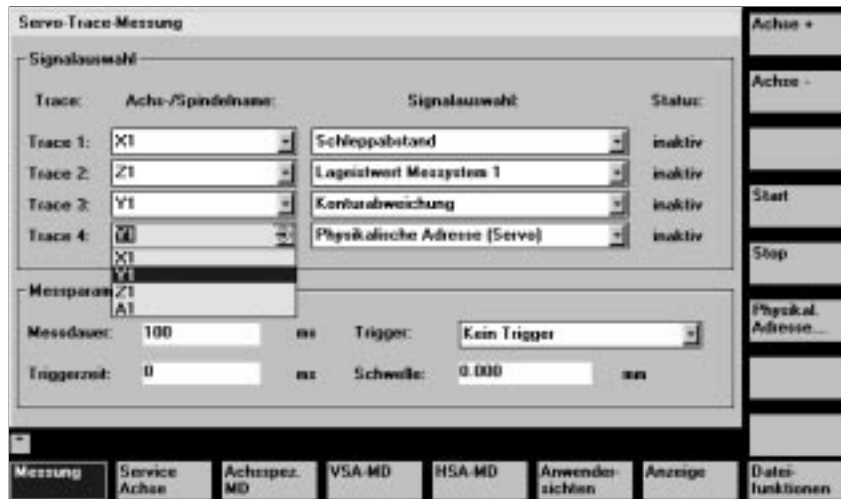 Servo-Trace-Messung
Signalauswahl
Trace: Achs-/Spindelname: Signalauswahl: Status:
Trace 1: X1 Schleppabstand inaktiv
Trace 2: Z1 Lageistwert Messystem 1 inaktiv
Trace 3: Y1 Konturabweichung inaktiv
Trace 4: Y1 Physikalische Adresse (Servo) inaktiv
X1
Y1
Z1
A1
Messparam
Messdauer: 100 ms Trigger: Kein Trigger
Triggerzeit: 0 ms Schwelle: 0.000 mm
Achse +
Achse -
Start
Stop
Physikal.
Adresse...
Messung
Service
Achse
Achsspez.
MD
VSA-MD
HSA-MD
Anwender-
sichten
Anzeige
Datei-
funktionen